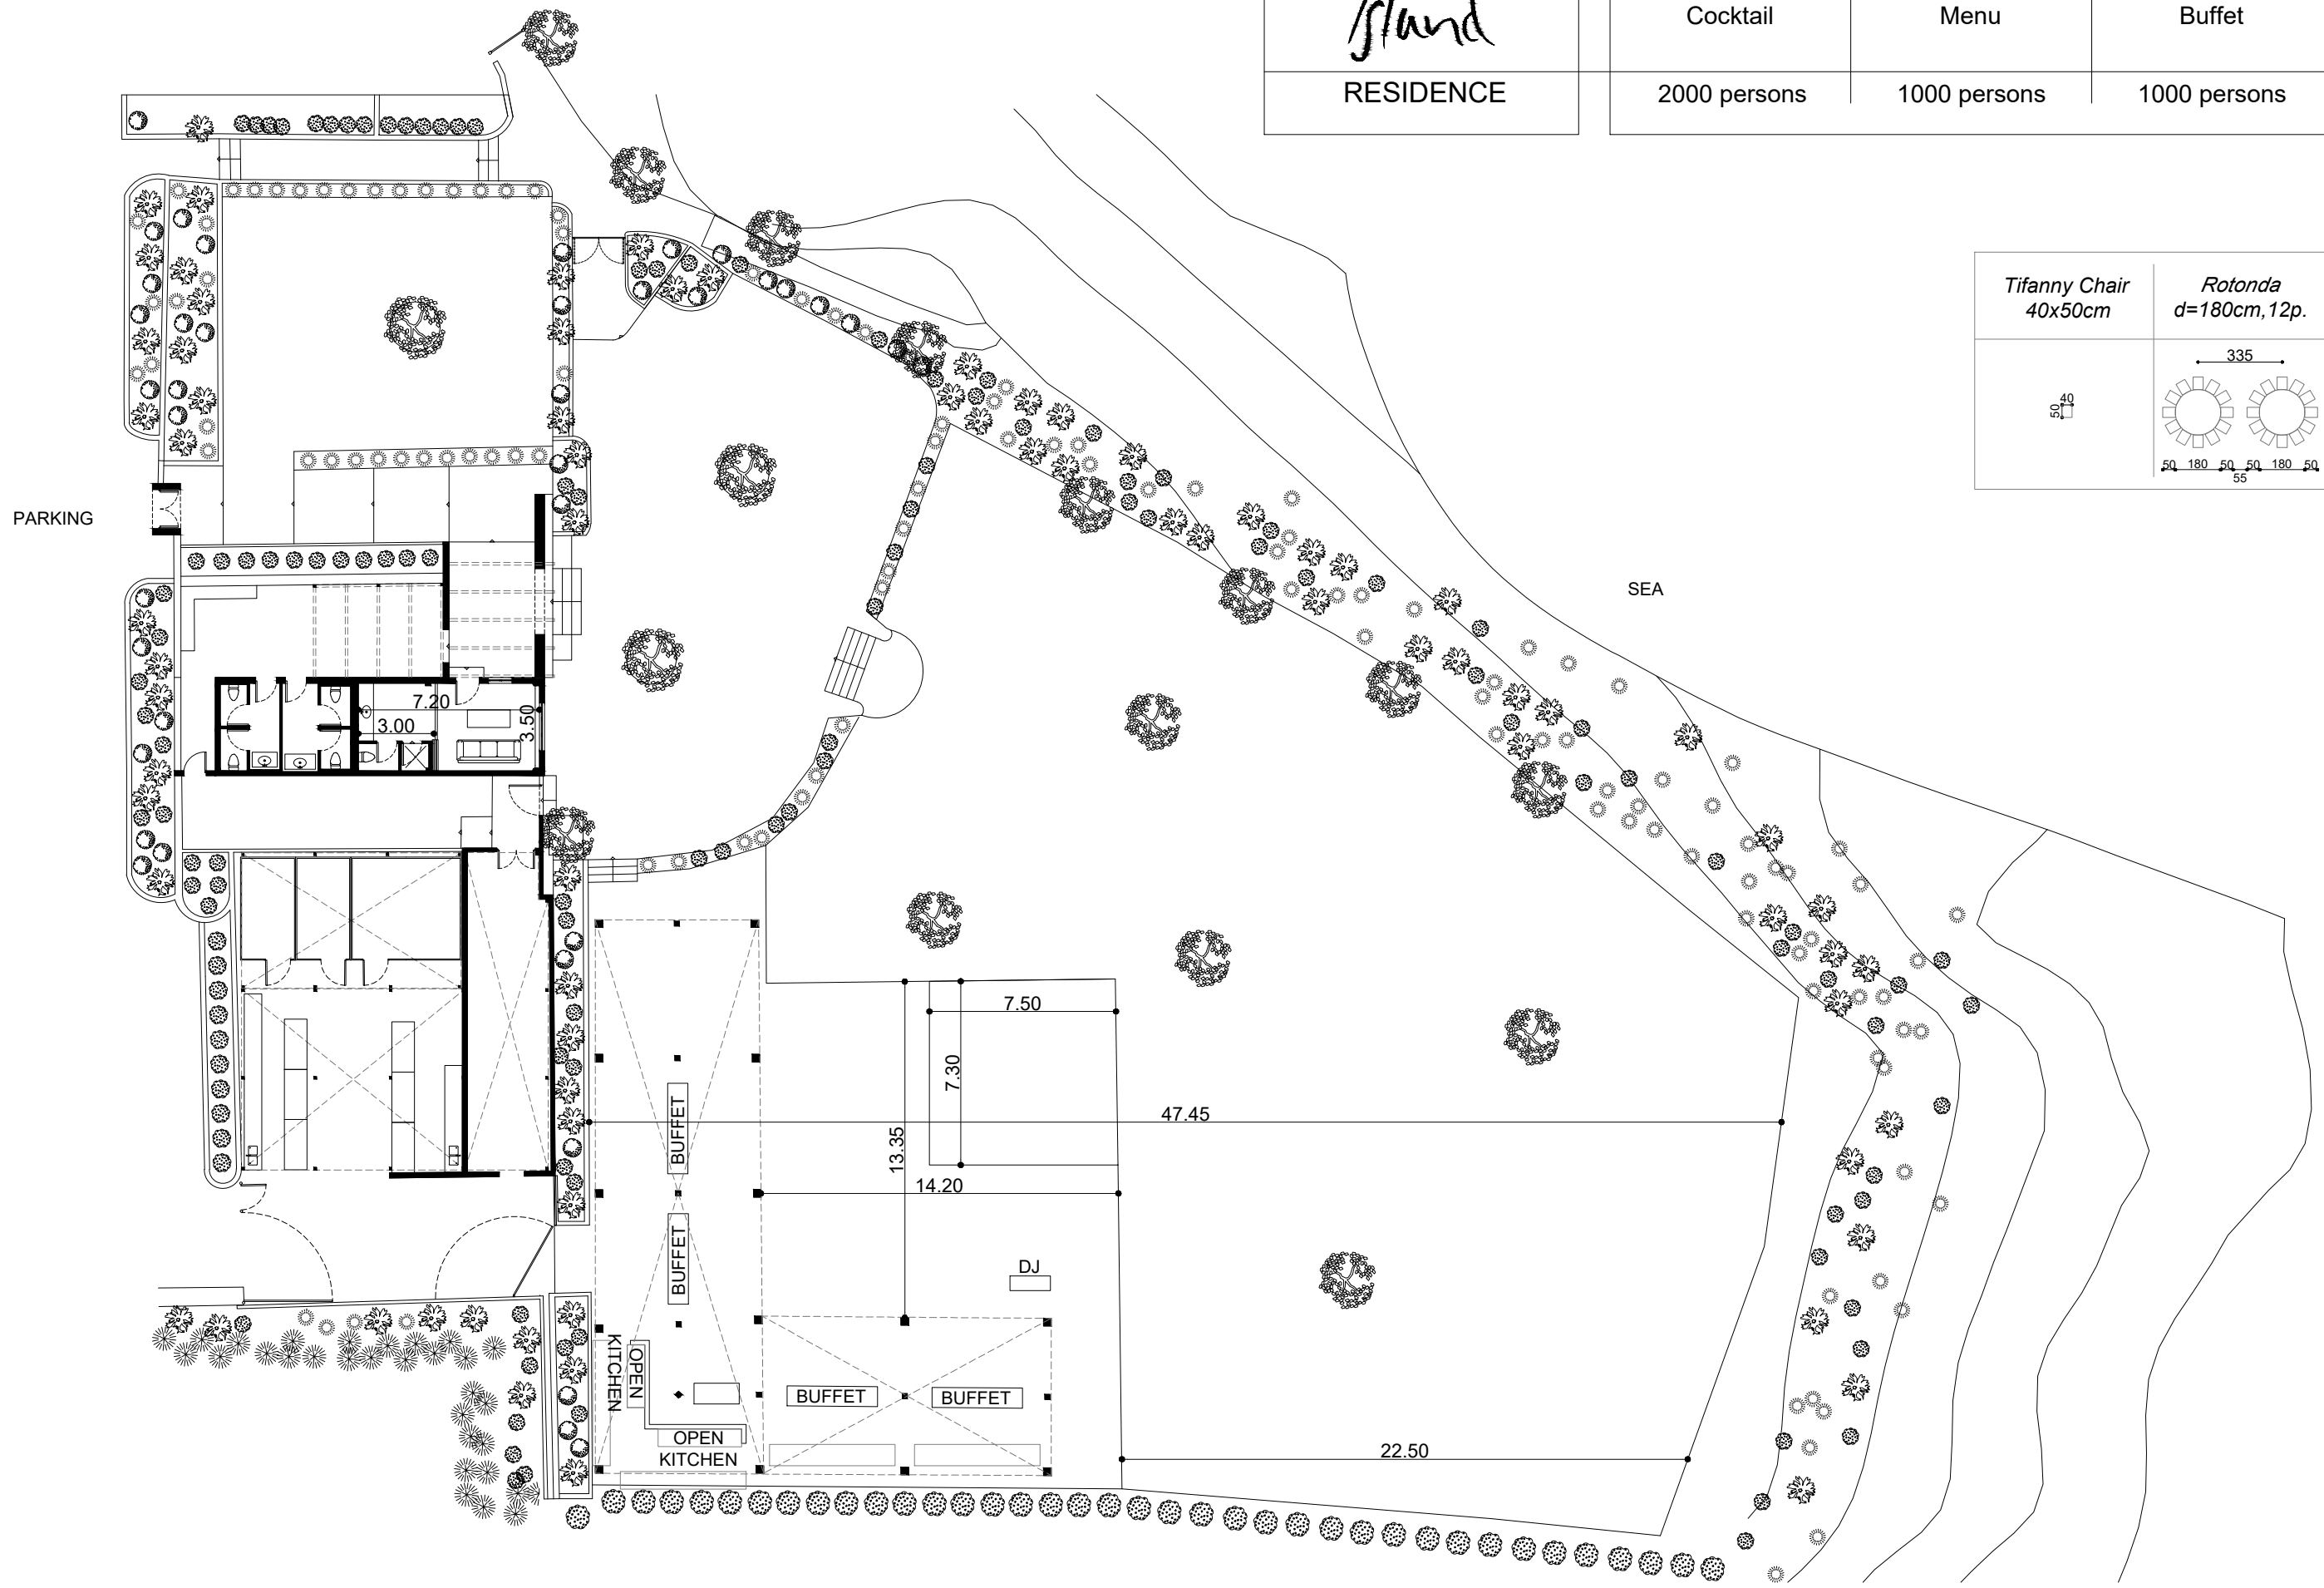 Island
RESIDENCE
Cocktail
Menu
Buffet
2000 persons
1000 persons
1000 persons
Tifanny Chair
40x50cm
Rotonda
d=180cm,12p.
335
40
50
50 180 50 50 180 50
55
PARKING
SEA
7.20
3.00
3.50
7.50
7.30
47.45
13.35
14.20
BUFFET
BUFFET
DJ
KITCHEN
OPEN
BUFFET
BUFFET
OPEN
KITCHEN
22.50